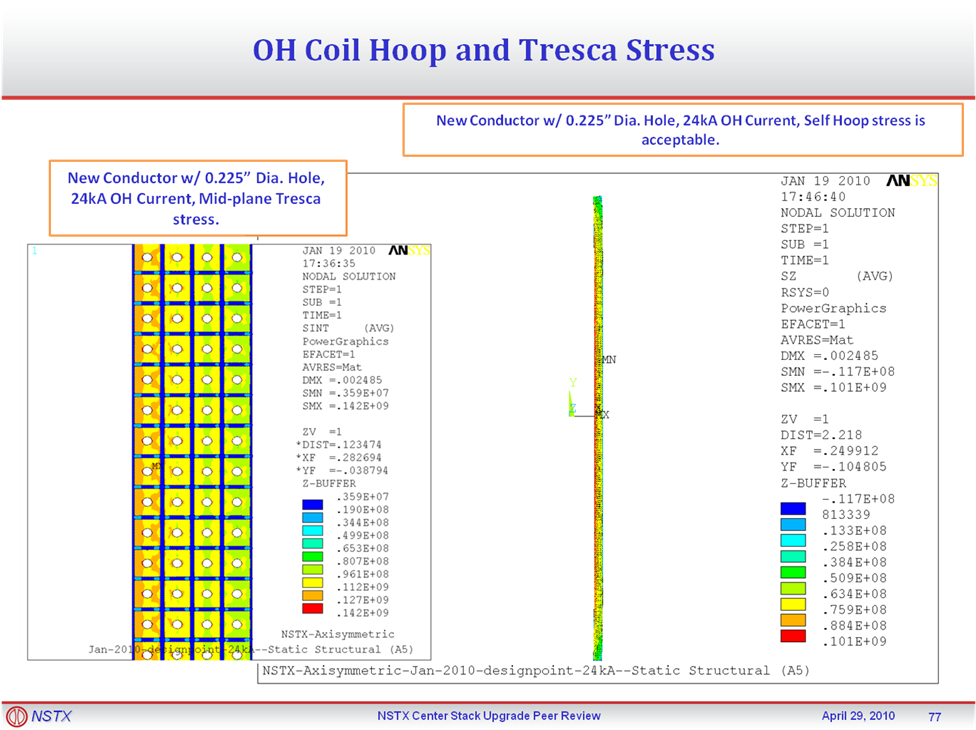 OH Coil Hoop and Tresca Stress
New Conductor w/ 0.225” Dia. Hole, 24kA OH Current, Self Hoop stress is
acceptable.
New Conductor w/ 0.225” Dia. Hole,
24kA OH Current, Mid-plane Tresca
stress.
1
JAN 19 2010 ANSYS
17:36:35
NODAL SOLUTION
STEP=1
SUB =1
TIME=1
SINT (AVG)
PowerGraphics
EFACET=1
AVRES=Mat
DMX =.002485
SMN =.359E+07
SMX =.142E+09
ZV =1
*DIST=.123474
*XF =.282694
*YF =-.038794
Z-BUFFER
.359E+07
.190E+08
.344E+08
.499E+08
.653E+08
.807E+08
.961E+08
.112E+09
.127E+09
.142E+09
MX
NSTX-Axisymmetric
Jan-2010-designpoint-24kA--Static Structural (A5)
JAN 19 2010 ANSYS
17:46:40
NODAL SOLUTION
STEP=1
SUB =1
TIME=1
SZ (AVG)
RSYS=0
PowerGraphics
EFACET=1
AVRES=Mat
DMX =.002485
SMN =-.117E+08
SMX =.101E+09
ZV =1
DIST=2.218
XF =.249912
YF =-.104805
Z-BUFFER
-.117E+08
813339
.133E+08
.258E+08
.384E+08
.509E+08
.634E+08
.759E+08
.884E+08
.101E+09
MN
Y
Z
MX
NSTX-Axisymmetric-Jan-2010-designpoint-24kA--Static Structural (A5)
NSTX
NSTX Center Stack Upgrade Peer Review
April 29, 2010
77